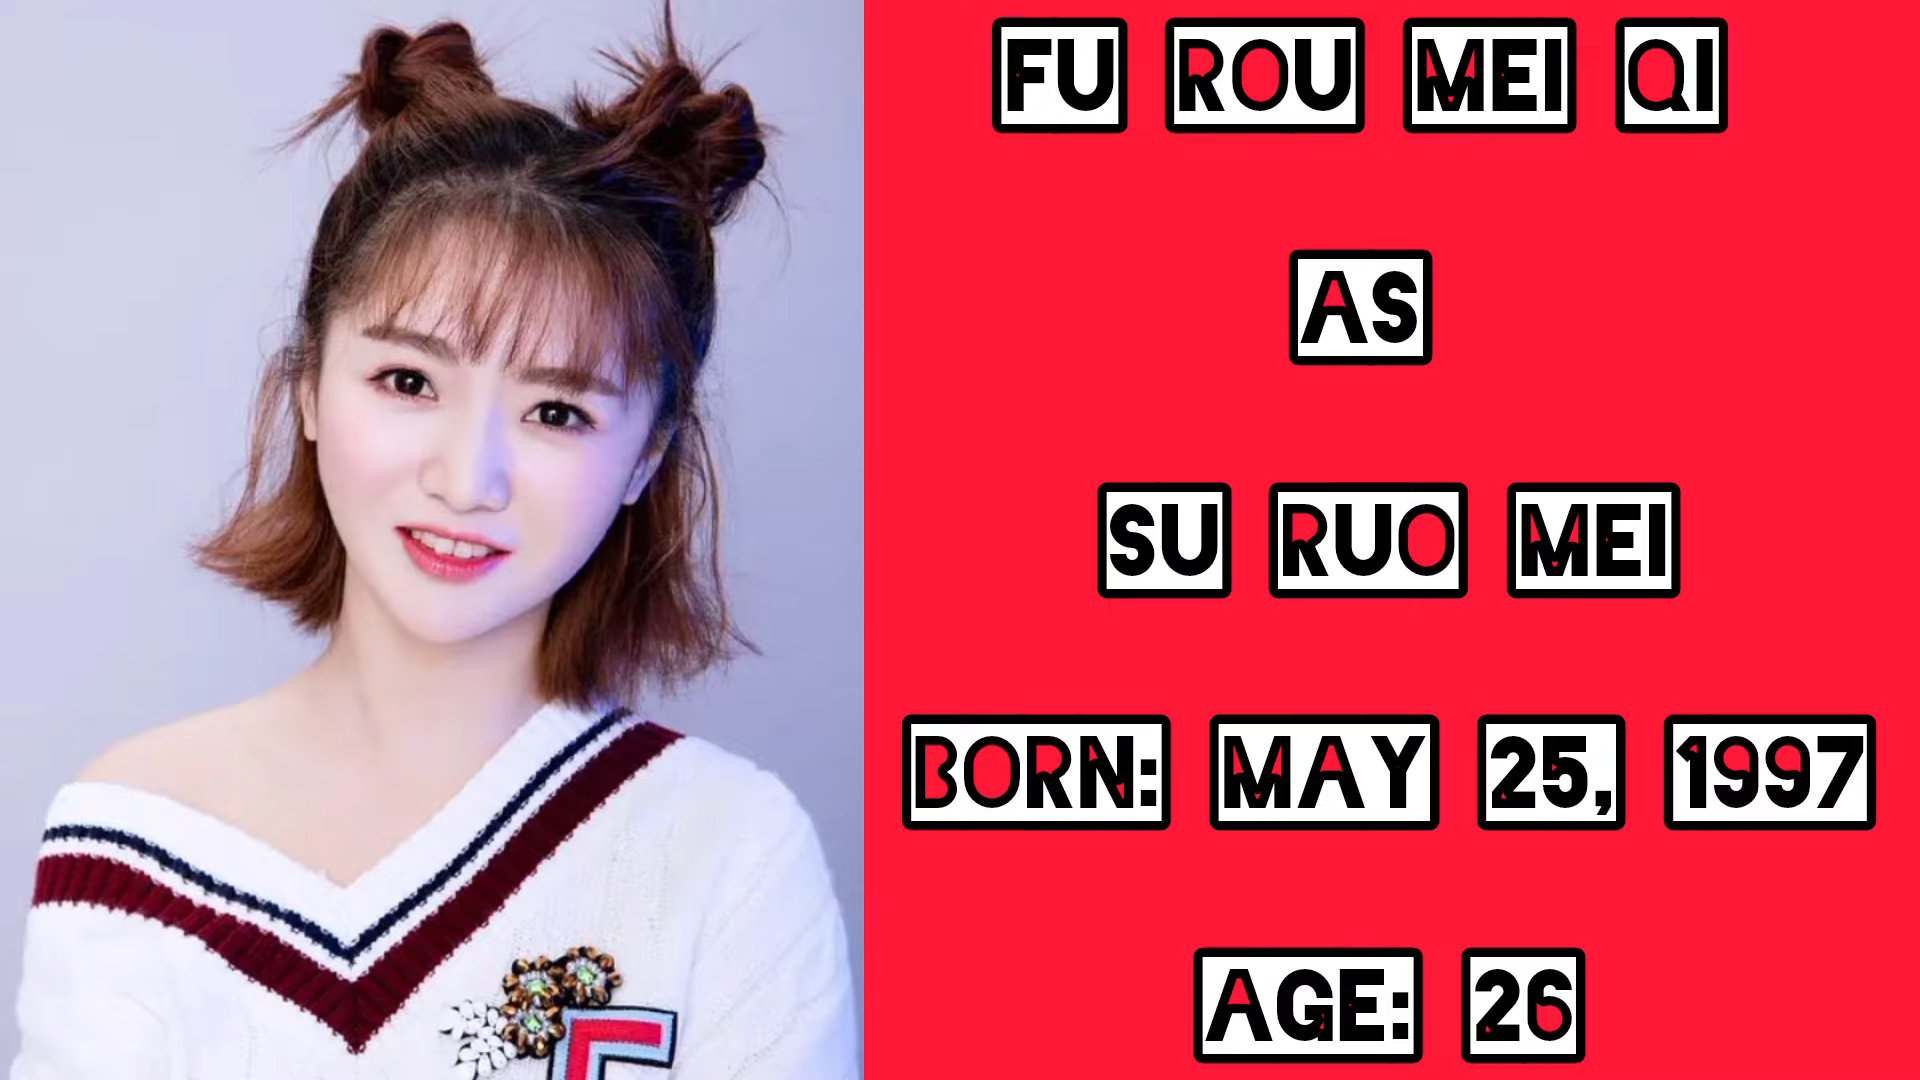 FU ROU MEI QI
AS
SU RUO MEI
BORN: MAY 25, 1997
AGE: 26